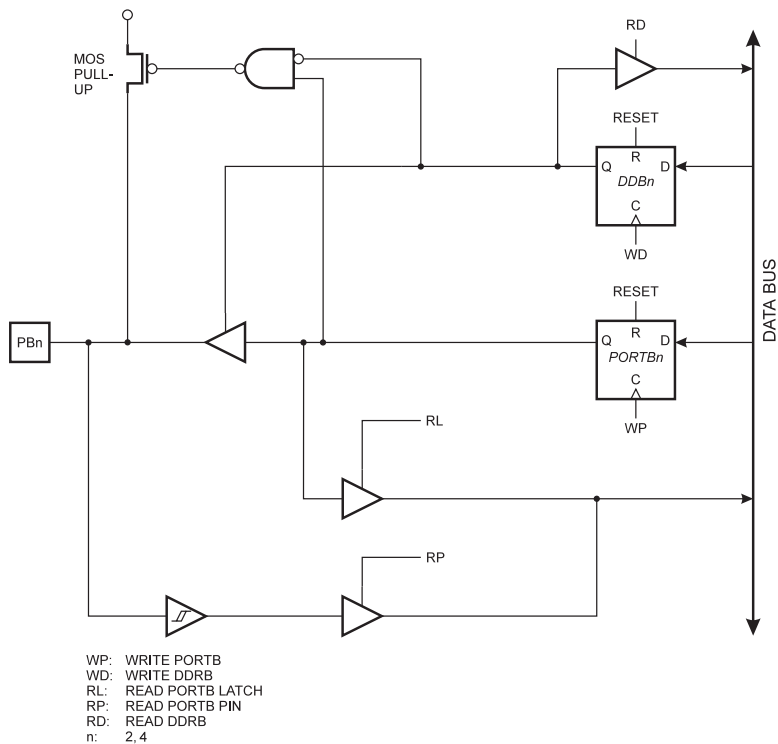 RD
MOS
PULL-
UP
RESET
R
Q
D
DDBn
C
WD
RESET
DATA BUS
R
PBn
Q
D
PORTBn
C
WP
RL
RP
WP: WRITE PORTB
WD: WRITE DDRB
RL: READ PORTB LATCH
RP: READ PORTB PIN
RD: READ DDRB
n: 2, 4